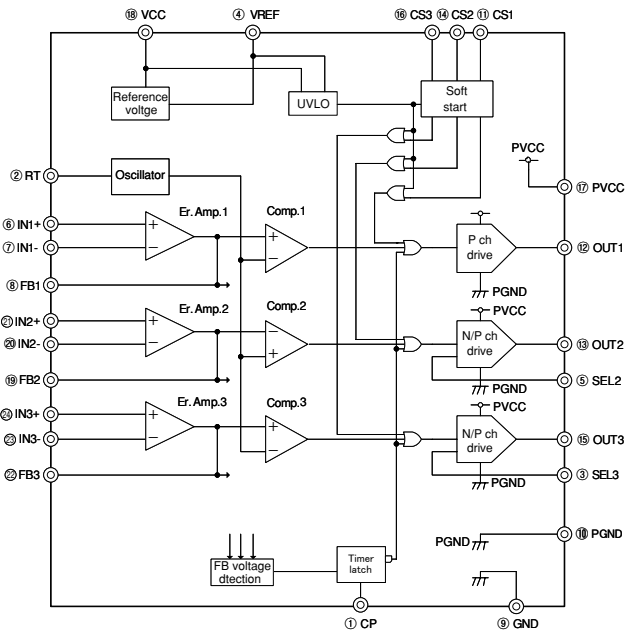 ⑱ VCC
④ VREF
⑯ CS3 ⑭ CS2 ⑪ CS1
Reference
voltge
UVLO
Soft
start
② RT
Oscillator
PVCC
⑰ PVCC
⑥ IN1+
Er.Amp.1
Comp.1
⑦ IN1-
+
−
+
−
P ch
drive
⑫ OUT1
⑧ FB1
PGND
㉑ IN2+
Er.Amp.2
Comp.2
PVCC
⑳ IN2-
+
−
−
+
N/P ch
drive
⑬ OUT2
⑲ FB2
PGND
⑤ SEL2
㉔ IN3+
Er.Amp.3
Comp.3
PVCC
㉓ IN3-
+
−
+
−
N/P ch
drive
⑮ OUT3
㉒ FB3
PGND
③ SEL3
PGND
⑩ PGND
FB voltage
dtection
Timer
latch
① CP
⑨ GND